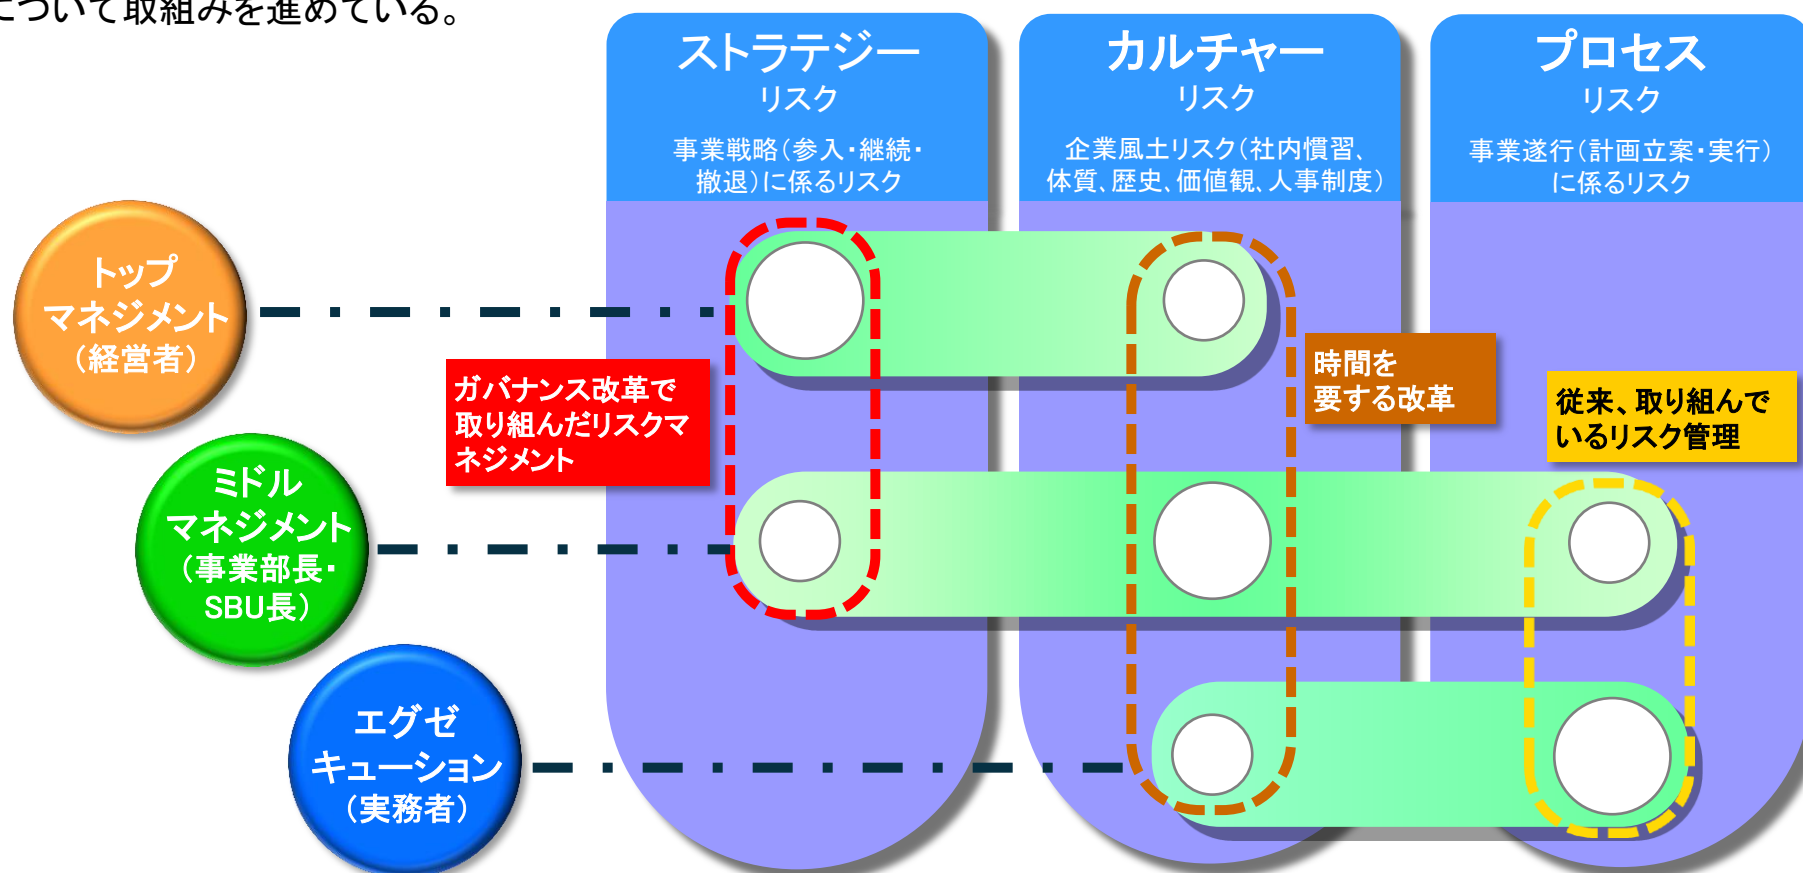 について取組みを進めている。
ストラテジー
リスク
事業戦略（参入・継続・
撤退）に係るリスク
カルチャー
リスク
企業風土リスク（社内慣習、
体質、歴史、価値観、人事制度）
プロセス
リスク
事業遂行（計画立案・実行）
に係るリスク
トップ
マネジメント
（経営者）
ガバナンス改革で
取り組んだリスクマ
ネジメント
時間を
要する改革
従来、取り組んで
いるリスク管理
ミドル
マネジメント
（事業部長・
SBU長）
エグゼ
キューション
（実務者）